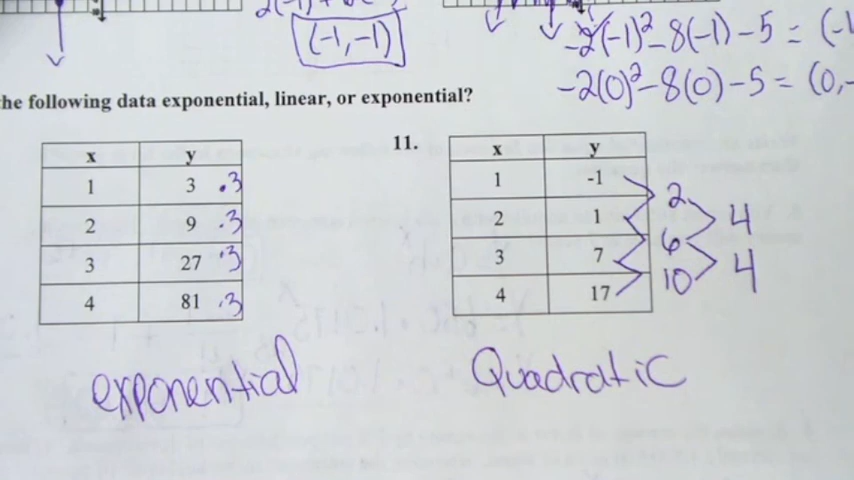 (-1,-1)
-2(-1)²-8(-1)-5 = (-1
-2(0)²-8(0)-5 = (0,-
he following data exponential, linear, or exponential?
x y
1 3 ·3
2 9 ·3
3 27 ·3
4 81 ·3
exponential
11.
x y
1 -1
2 1
3 7
4 17
2
6
10
4
4
Quadratic